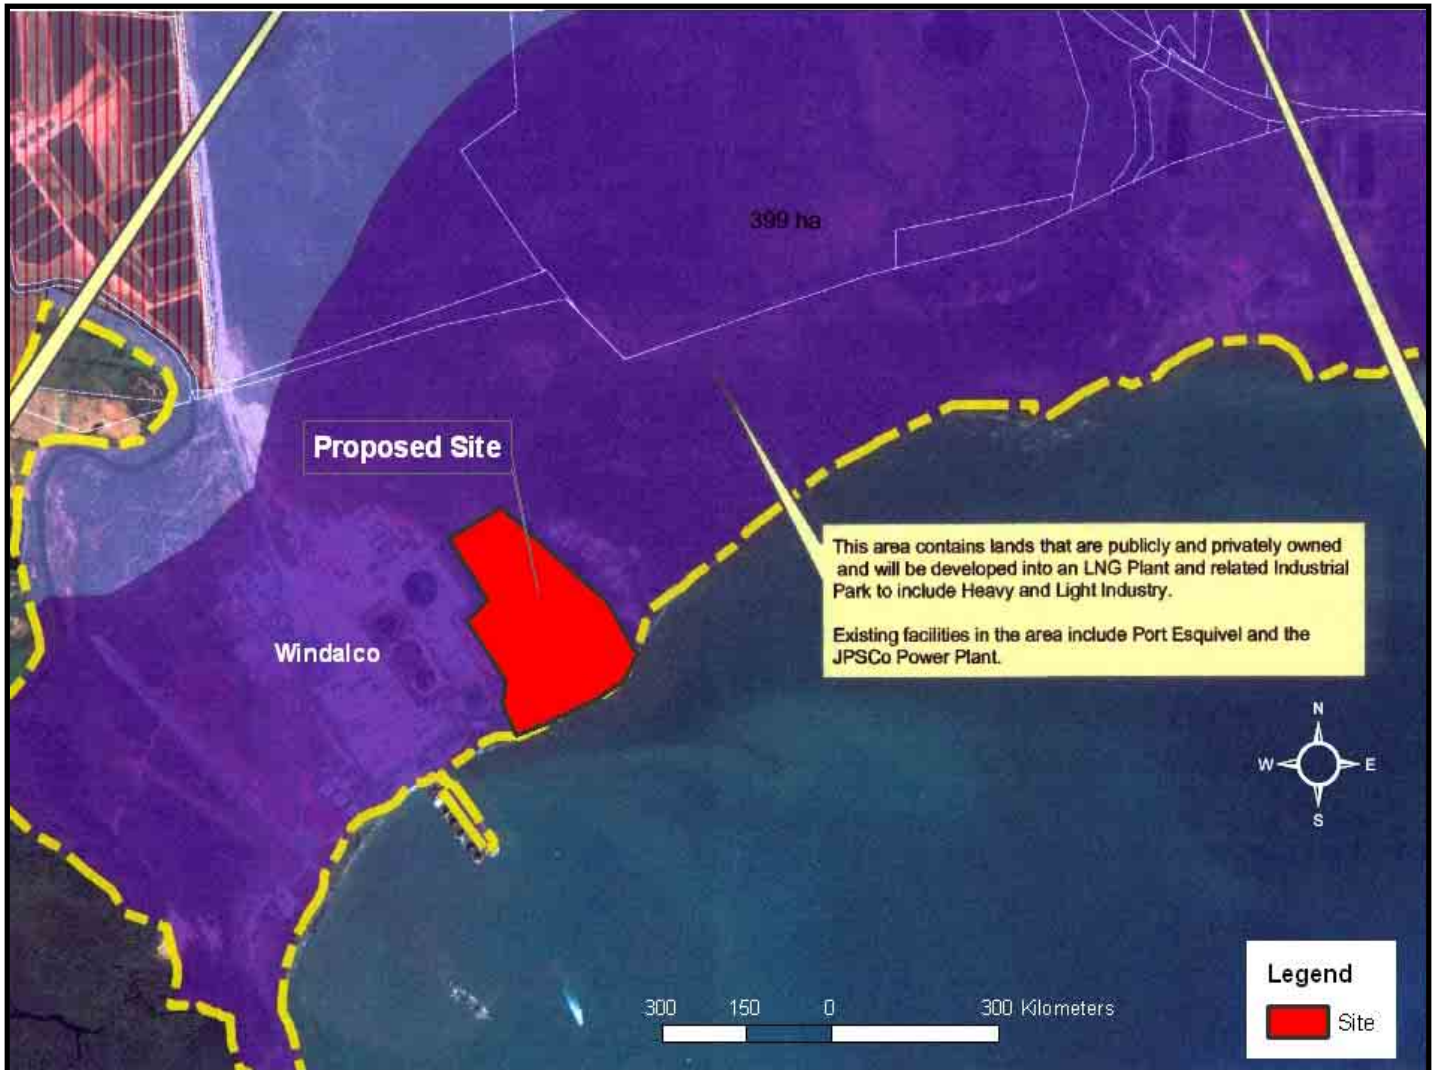 399 ha
Proposed Site
This area contains lands that are publicly and privately owned
and will be developed into an LNG Plant and related Industrial
Park to include Heavy and Light Industry.
Existing facilities in the area include Port Esquivel and the
JPSCo Power Plant.
Windalco
N
W E
S
300 150 0 300 Kilometers
Legend
Site